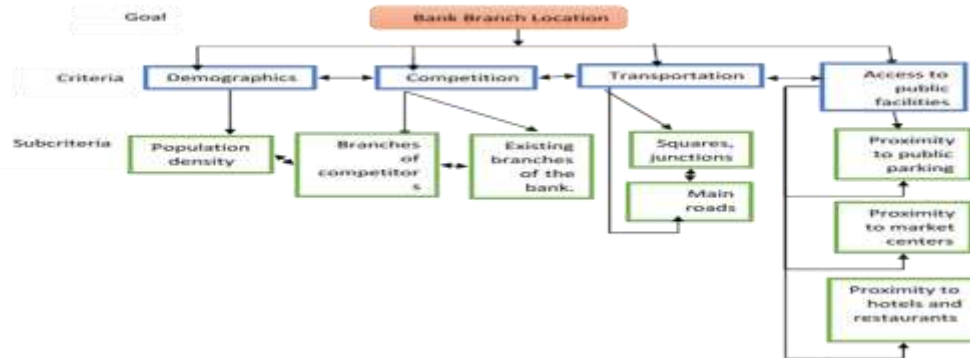 Goal
Bank Branch Location
Criteria
Demographics
Competition
Transportation
Access to
public
facilities
Subcriteria
Population
density
Branches
of
competitor
s
Existing
branches
of the
bank.
Squares,
junctions
Main
roads
Proximity
to public
parking
Proximity
to market
centers
Proximity to
hotels and
restaurants